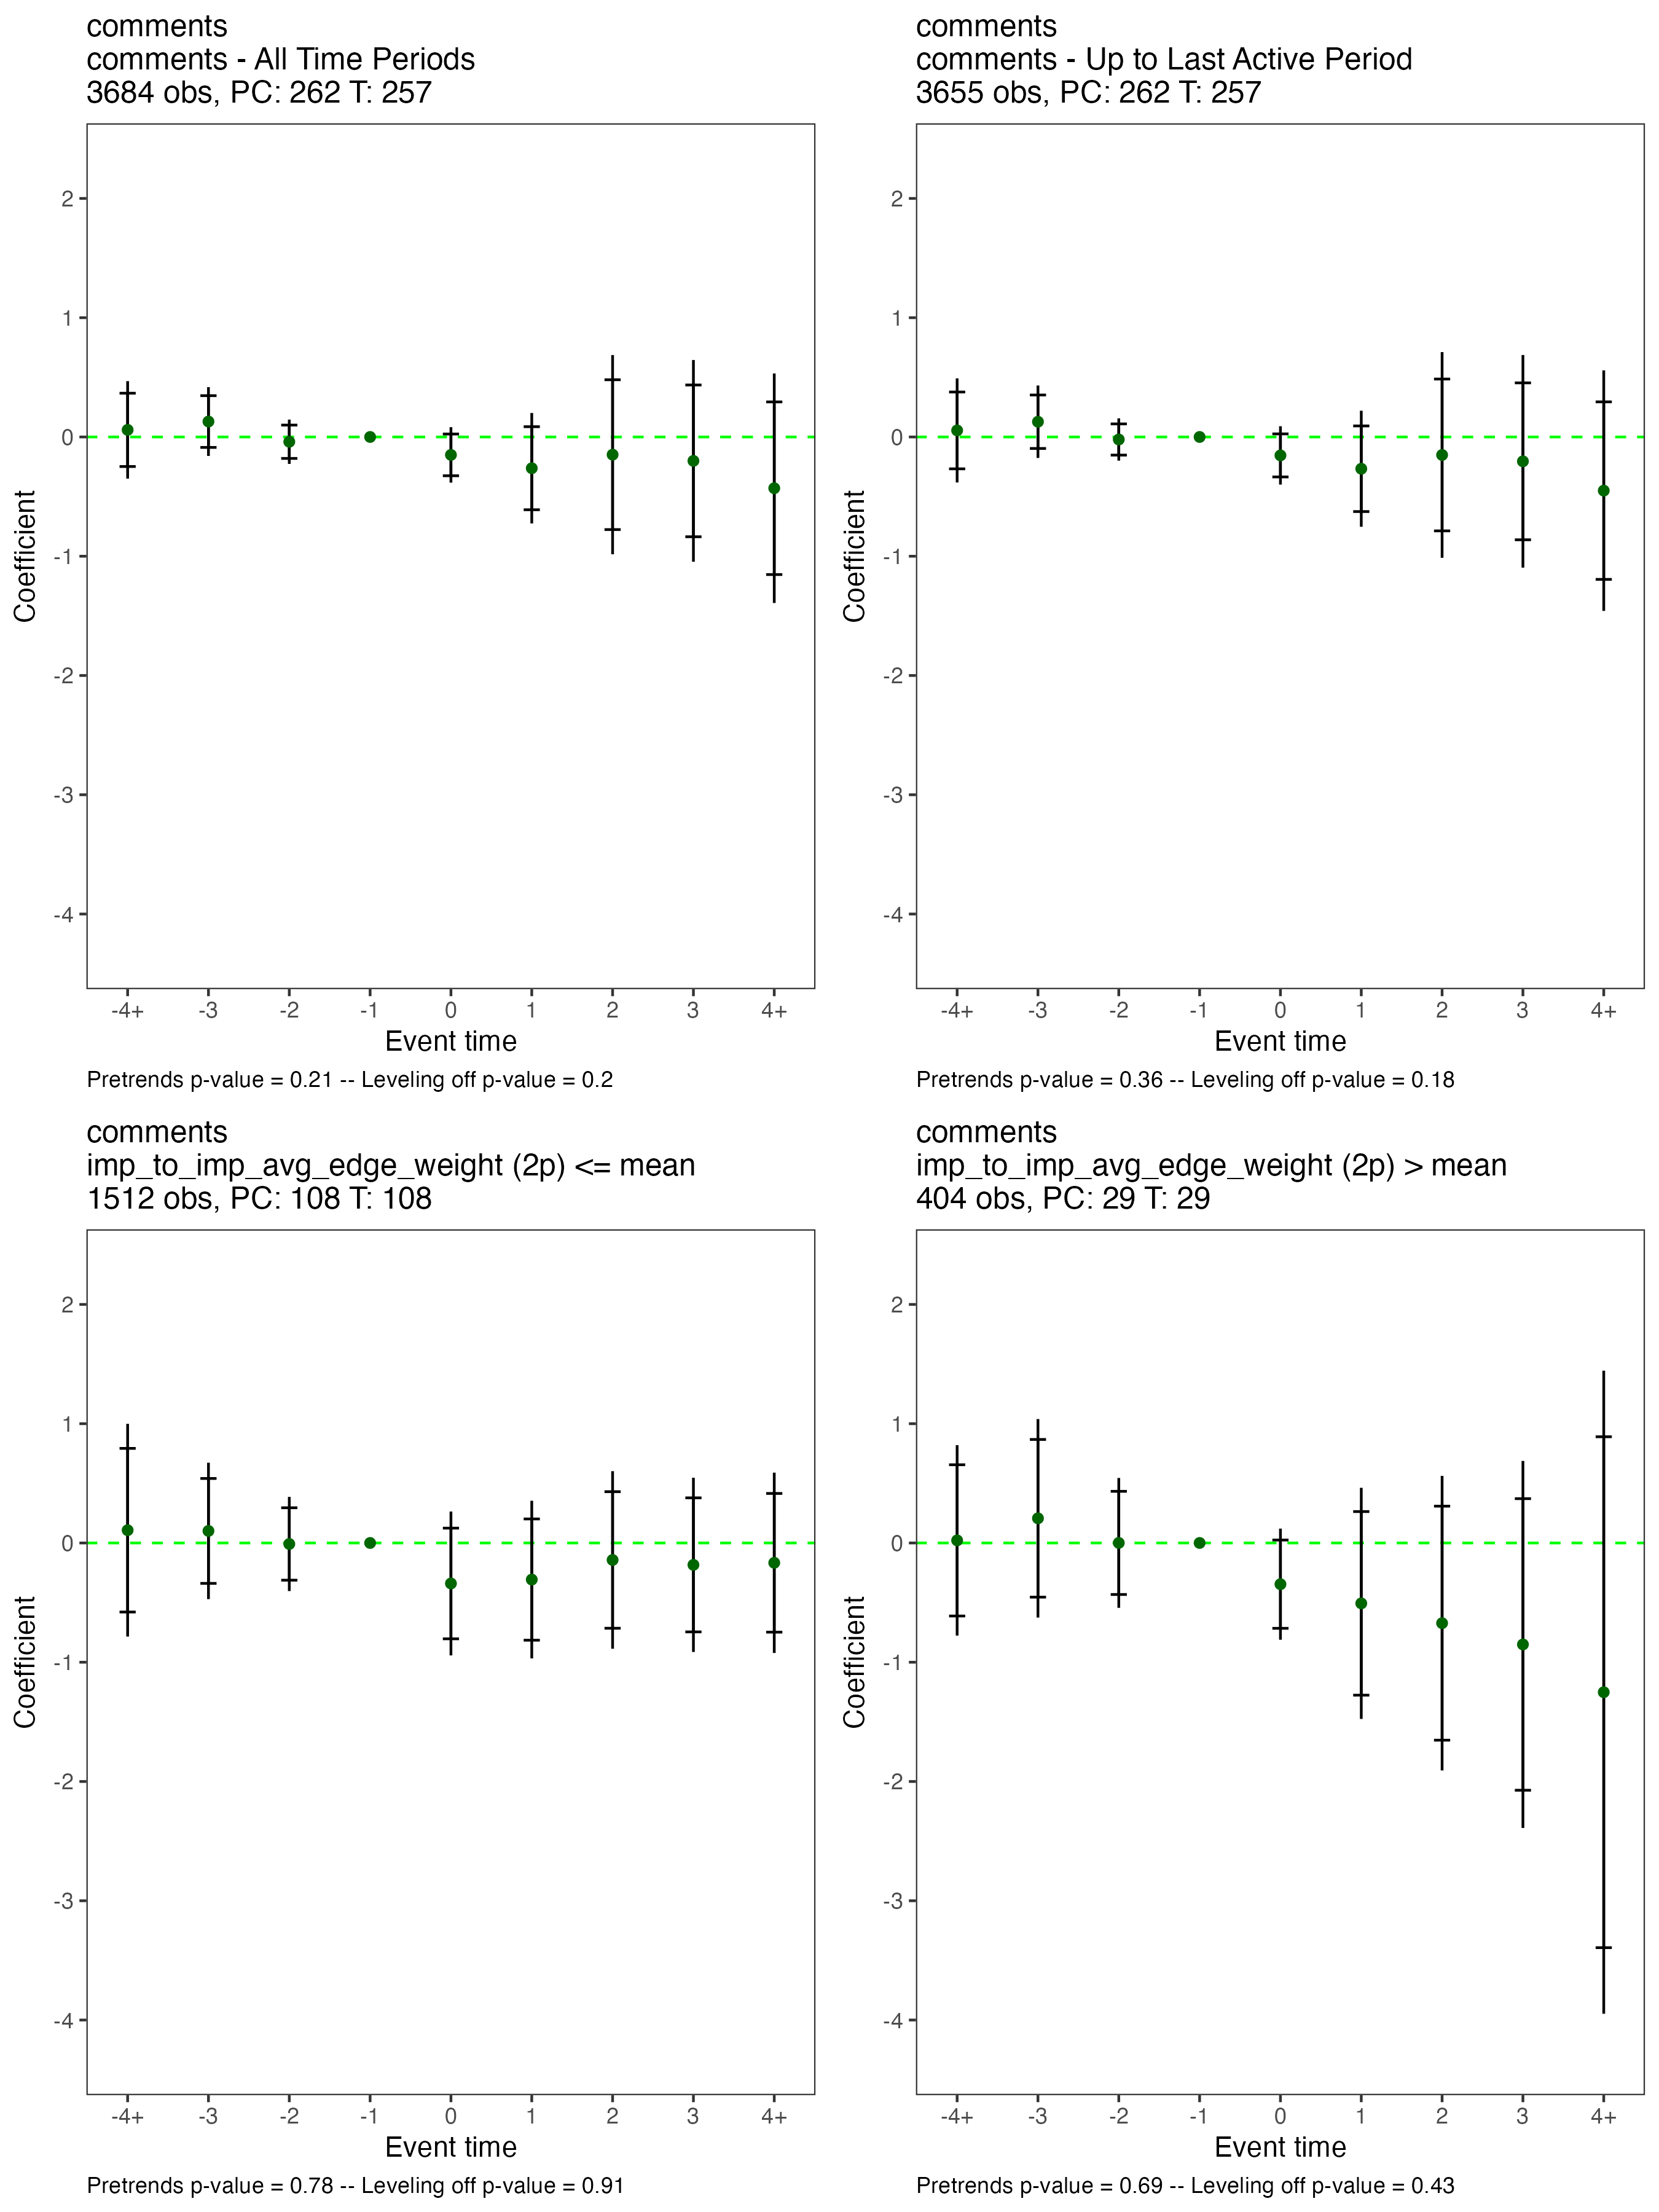 comments
comments - All Time Periods
3684 obs, PC: 262 T: 257
2
1
0
-1
-2
-3
-4
Coefficient
-4+ -3 -2 -1 0 1 2 3 4+
Event time
Pretrends p-value = 0.21 -- Leveling off p-value = 0.2
comments
comments - Up to Last Active Period
3655 obs, PC: 262 T: 257
2
1
0
-1
-2
-3
-4
Coefficient
-4+ -3 -2 -1 0 1 2 3 4+
Event time
Pretrends p-value = 0.36 -- Leveling off p-value = 0.18
comments
imp_to_imp_avg_edge_weight (2p) <= mean
1512 obs, PC: 108 T: 108
2
1
0
-1
-2
-3
-4
Coefficient
-4+ -3 -2 -1 0 1 2 3 4+
Event time
Pretrends p-value = 0.78 -- Leveling off p-value = 0.91
comments
imp_to_imp_avg_edge_weight (2p) > mean
404 obs, PC: 29 T: 29
2
1
0
-1
-2
-3
-4
Coefficient
-4+ -3 -2 -1 0 1 2 3 4+
Event time
Pretrends p-value = 0.69 -- Leveling off p-value = 0.43